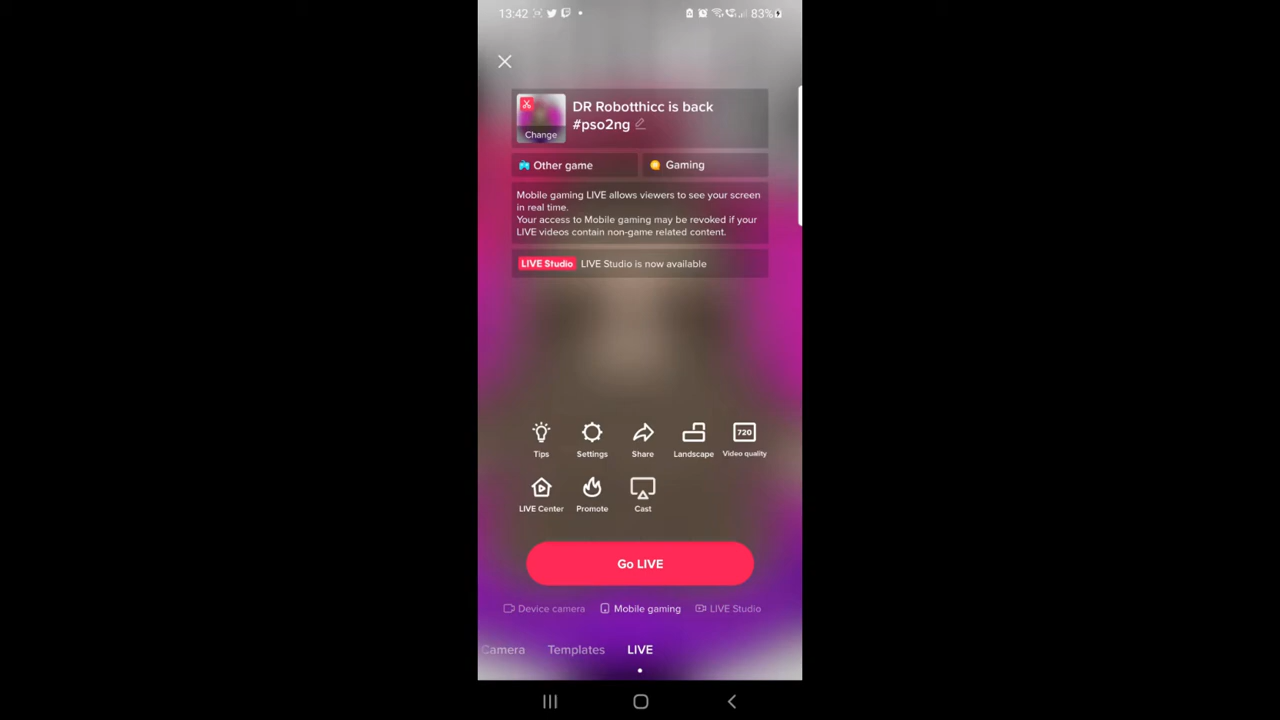 13:42 83%
DR Robotthicc is back
#pso2ng
Change
Other game Gaming
Mobile gaming LIVE allows viewers to see your screen
in real time.
Your access to Mobile gaming may be revoked if your
LIVE videos contain non-game related content.
LIVE Studio LIVE Studio is now available
720
Tips Settings Share Landscape Video quality
LIVE Center Promote Cast
Go LIVE
Device camera Mobile gaming LIVE Studio
Camera Templates LIVE